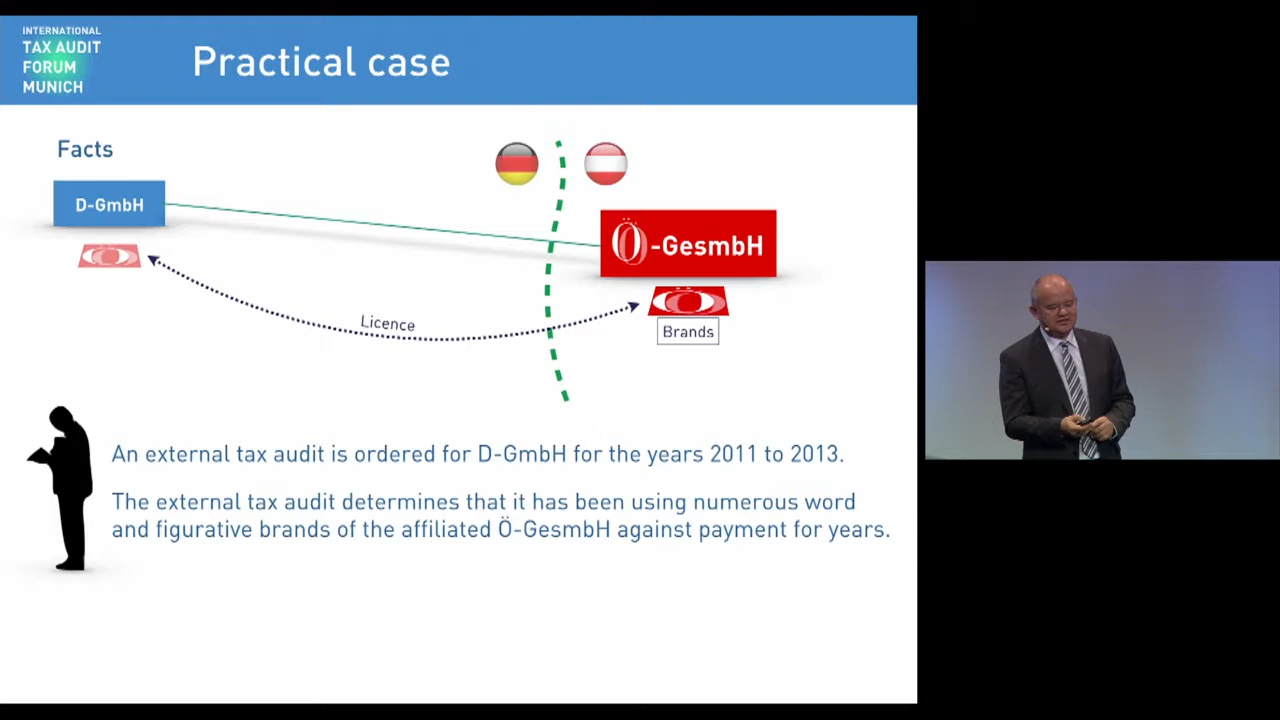 INTERNATIONAL
TAX AUDIT
FORUM
MUNICH
Practical case
Facts
D-GmbH
Ö-GesmbH
Licence
Brands
An external tax audit is ordered for D-GmbH for the years 2011 to 2013.
The external tax audit determines that it has been using numerous word
and figurative brands of the affiliated Ö-GesmbH against payment for years.